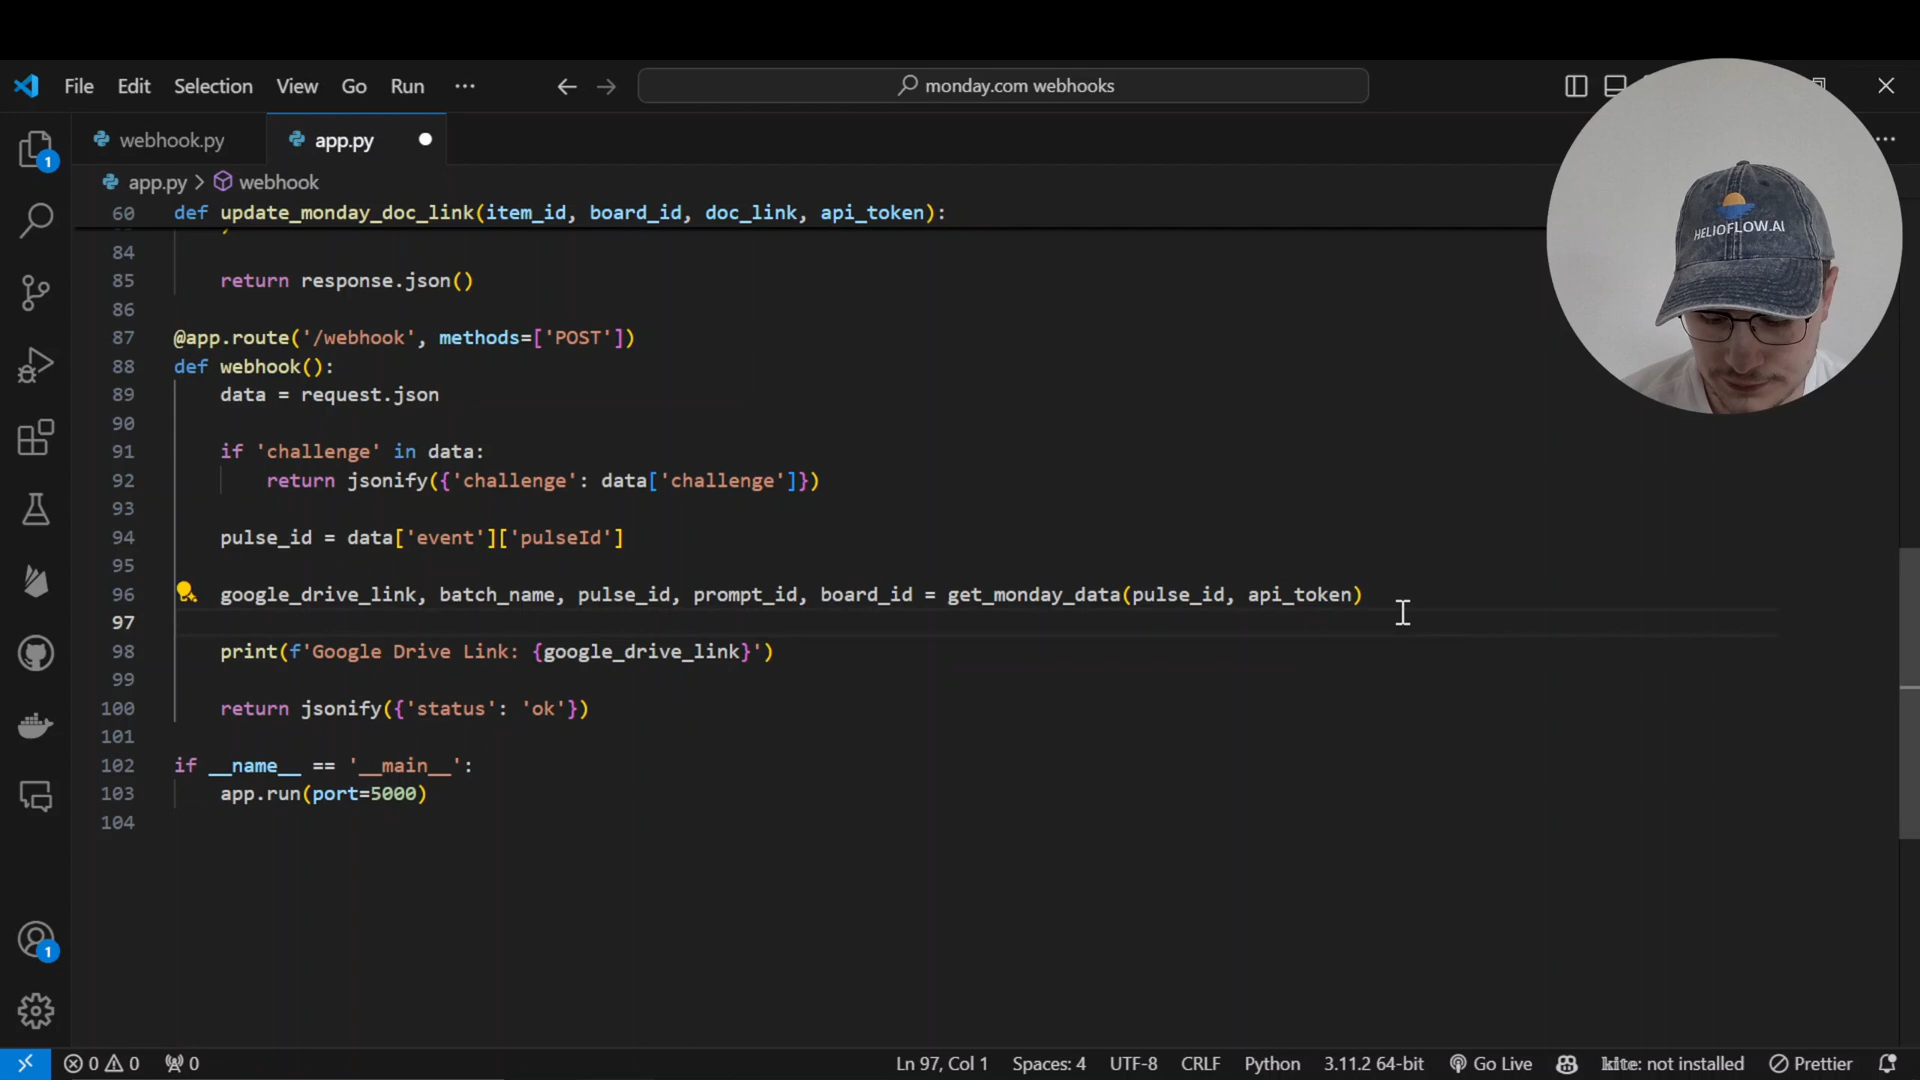 File Edit Selection View Go Run ··· monday.com webhooks
HELIOFLOW.AI
1
webhook.py app.py
app.py > webhook
60 def update_monday_doc_link(item_id, board_id, doc_link, api_token):
84
85 return response.json()
86
87 @app.route('/webhook', methods=['POST'])
88 def webhook():
89 data = request.json
90
91 if 'challenge' in data:
92 return jsonify({'challenge': data['challenge']})
93
94 pulse_id = data['event']['pulseId']
95
96 google_drive_link, batch_name, pulse_id, prompt_id, board_id = get_monday_data(pulse_id, api_token)
97
98 print(f'Google Drive Link: {google_drive_link}')
99
100 return jsonify({'status': 'ok'})
101
102 if __name__ == '__main__':
103 app.run(port=5000)
104
1
0 0 0 Ln 97, Col 1 Spaces: 4 UTF-8 CRLF Python 3.11.2 64-bit Go Live kite: not installed Prettier